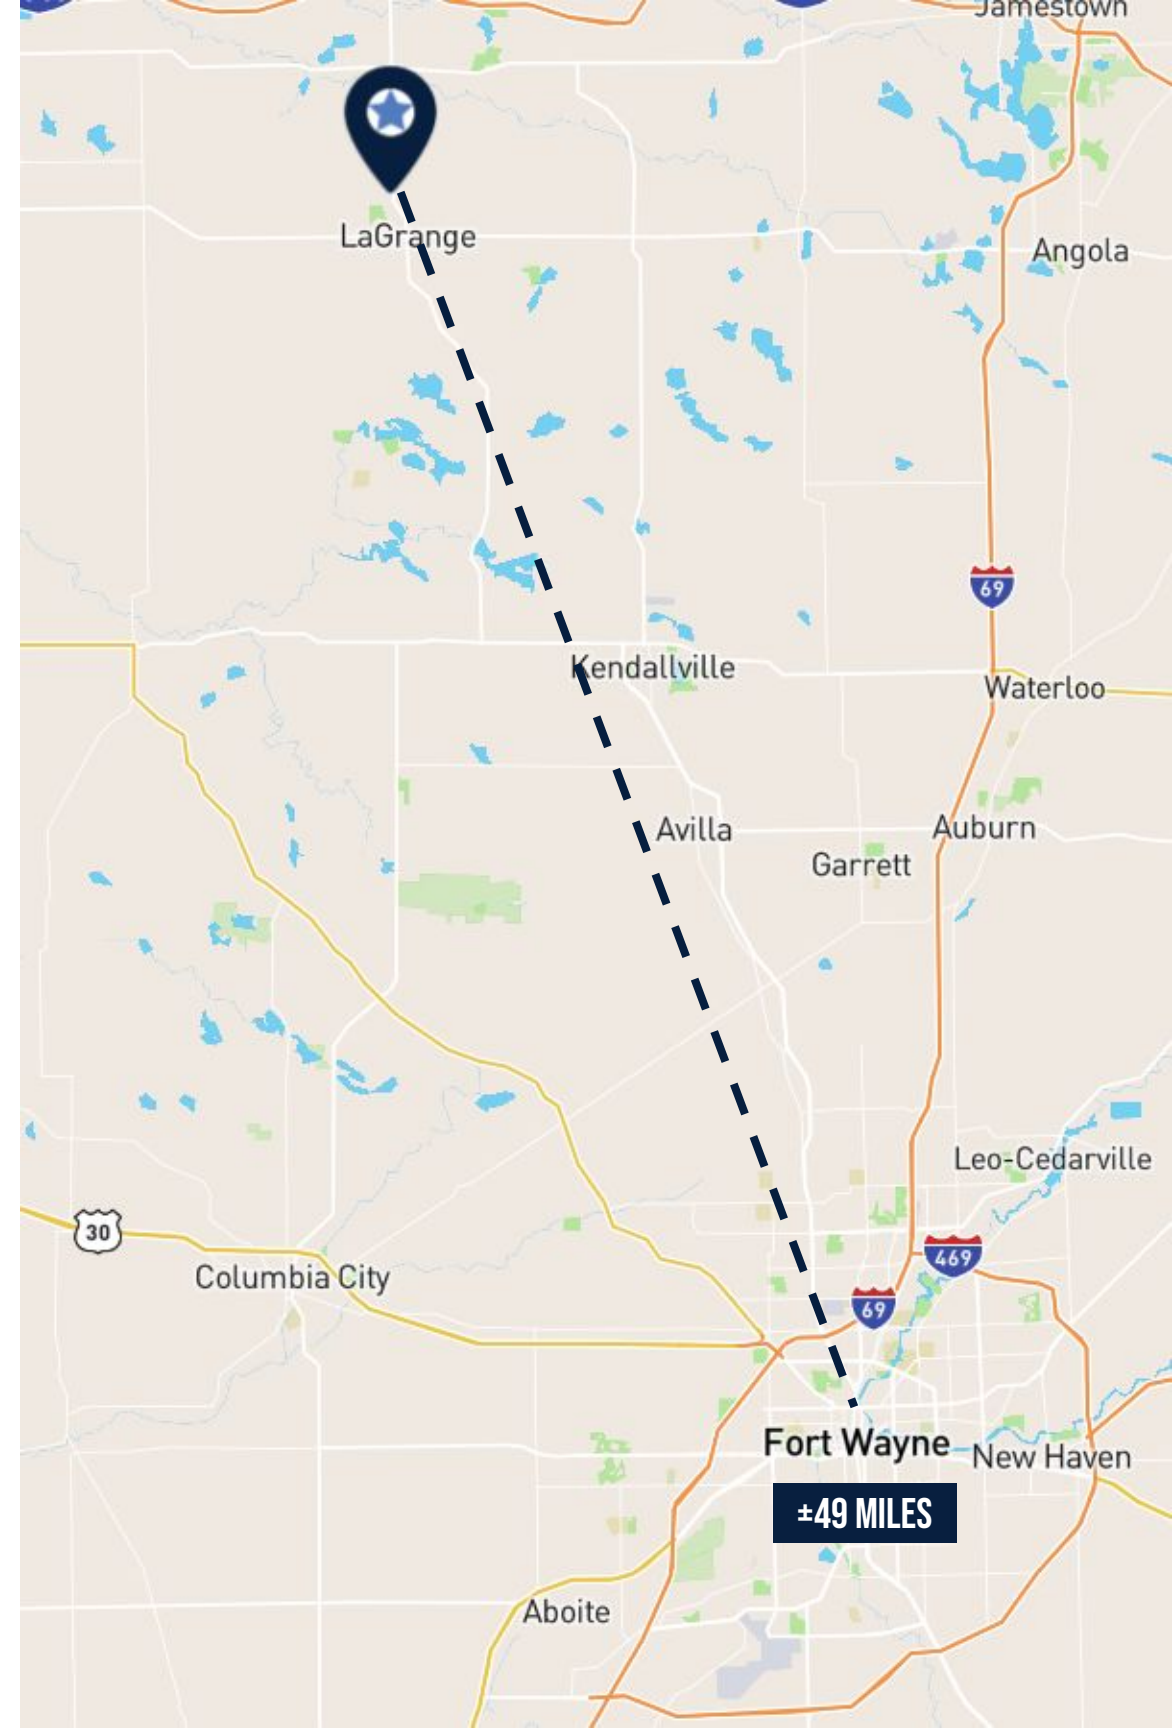 Jamestown
LaGrange
Angola
69
Kendallville
Waterloo
Avilla
Auburn
Garrett
Leo-Cedarville
30
469
Columbia City
69
Fort Wayne
New Haven
±49 MILES
Aboite